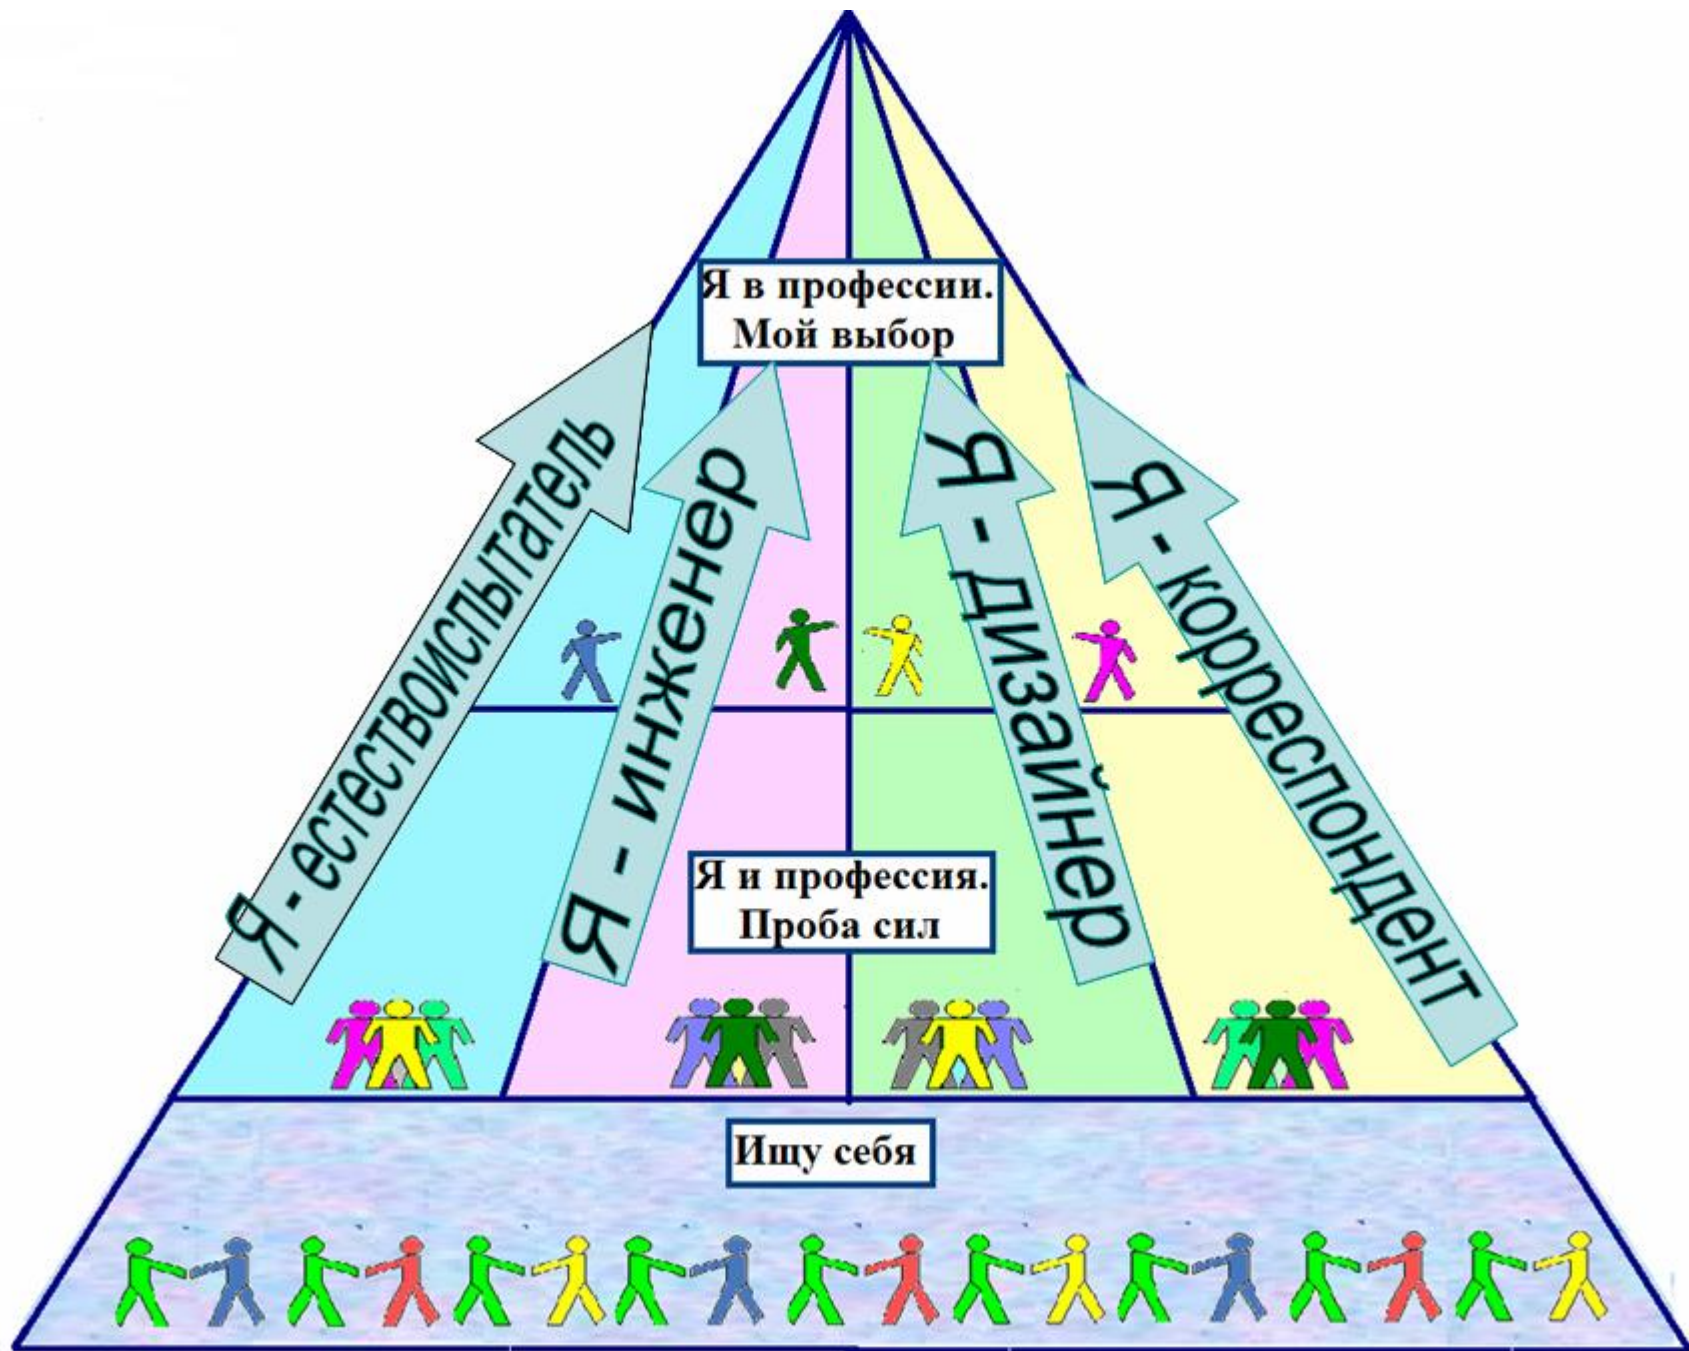 Я в профессии.
Мой выбор
Я - естествоиспытатель
Я - инженер
Я - дизайнер
Я - корреспондент
Я и профессия.
Проба сил
Ищу себя